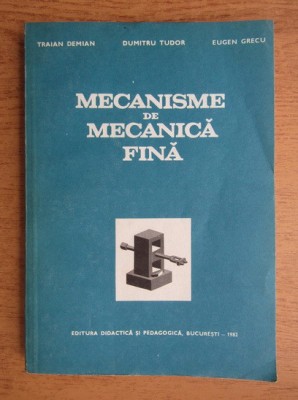 TRAIAN DEMIAN DUMITRU TUDOR EUGEN GRECU
MECANISME
DE
MECANICĂ
FINĂ
EDITURA DIDACTICĂ ȘI PEDAGOGICĂ, BUCUREȘTI – 1982